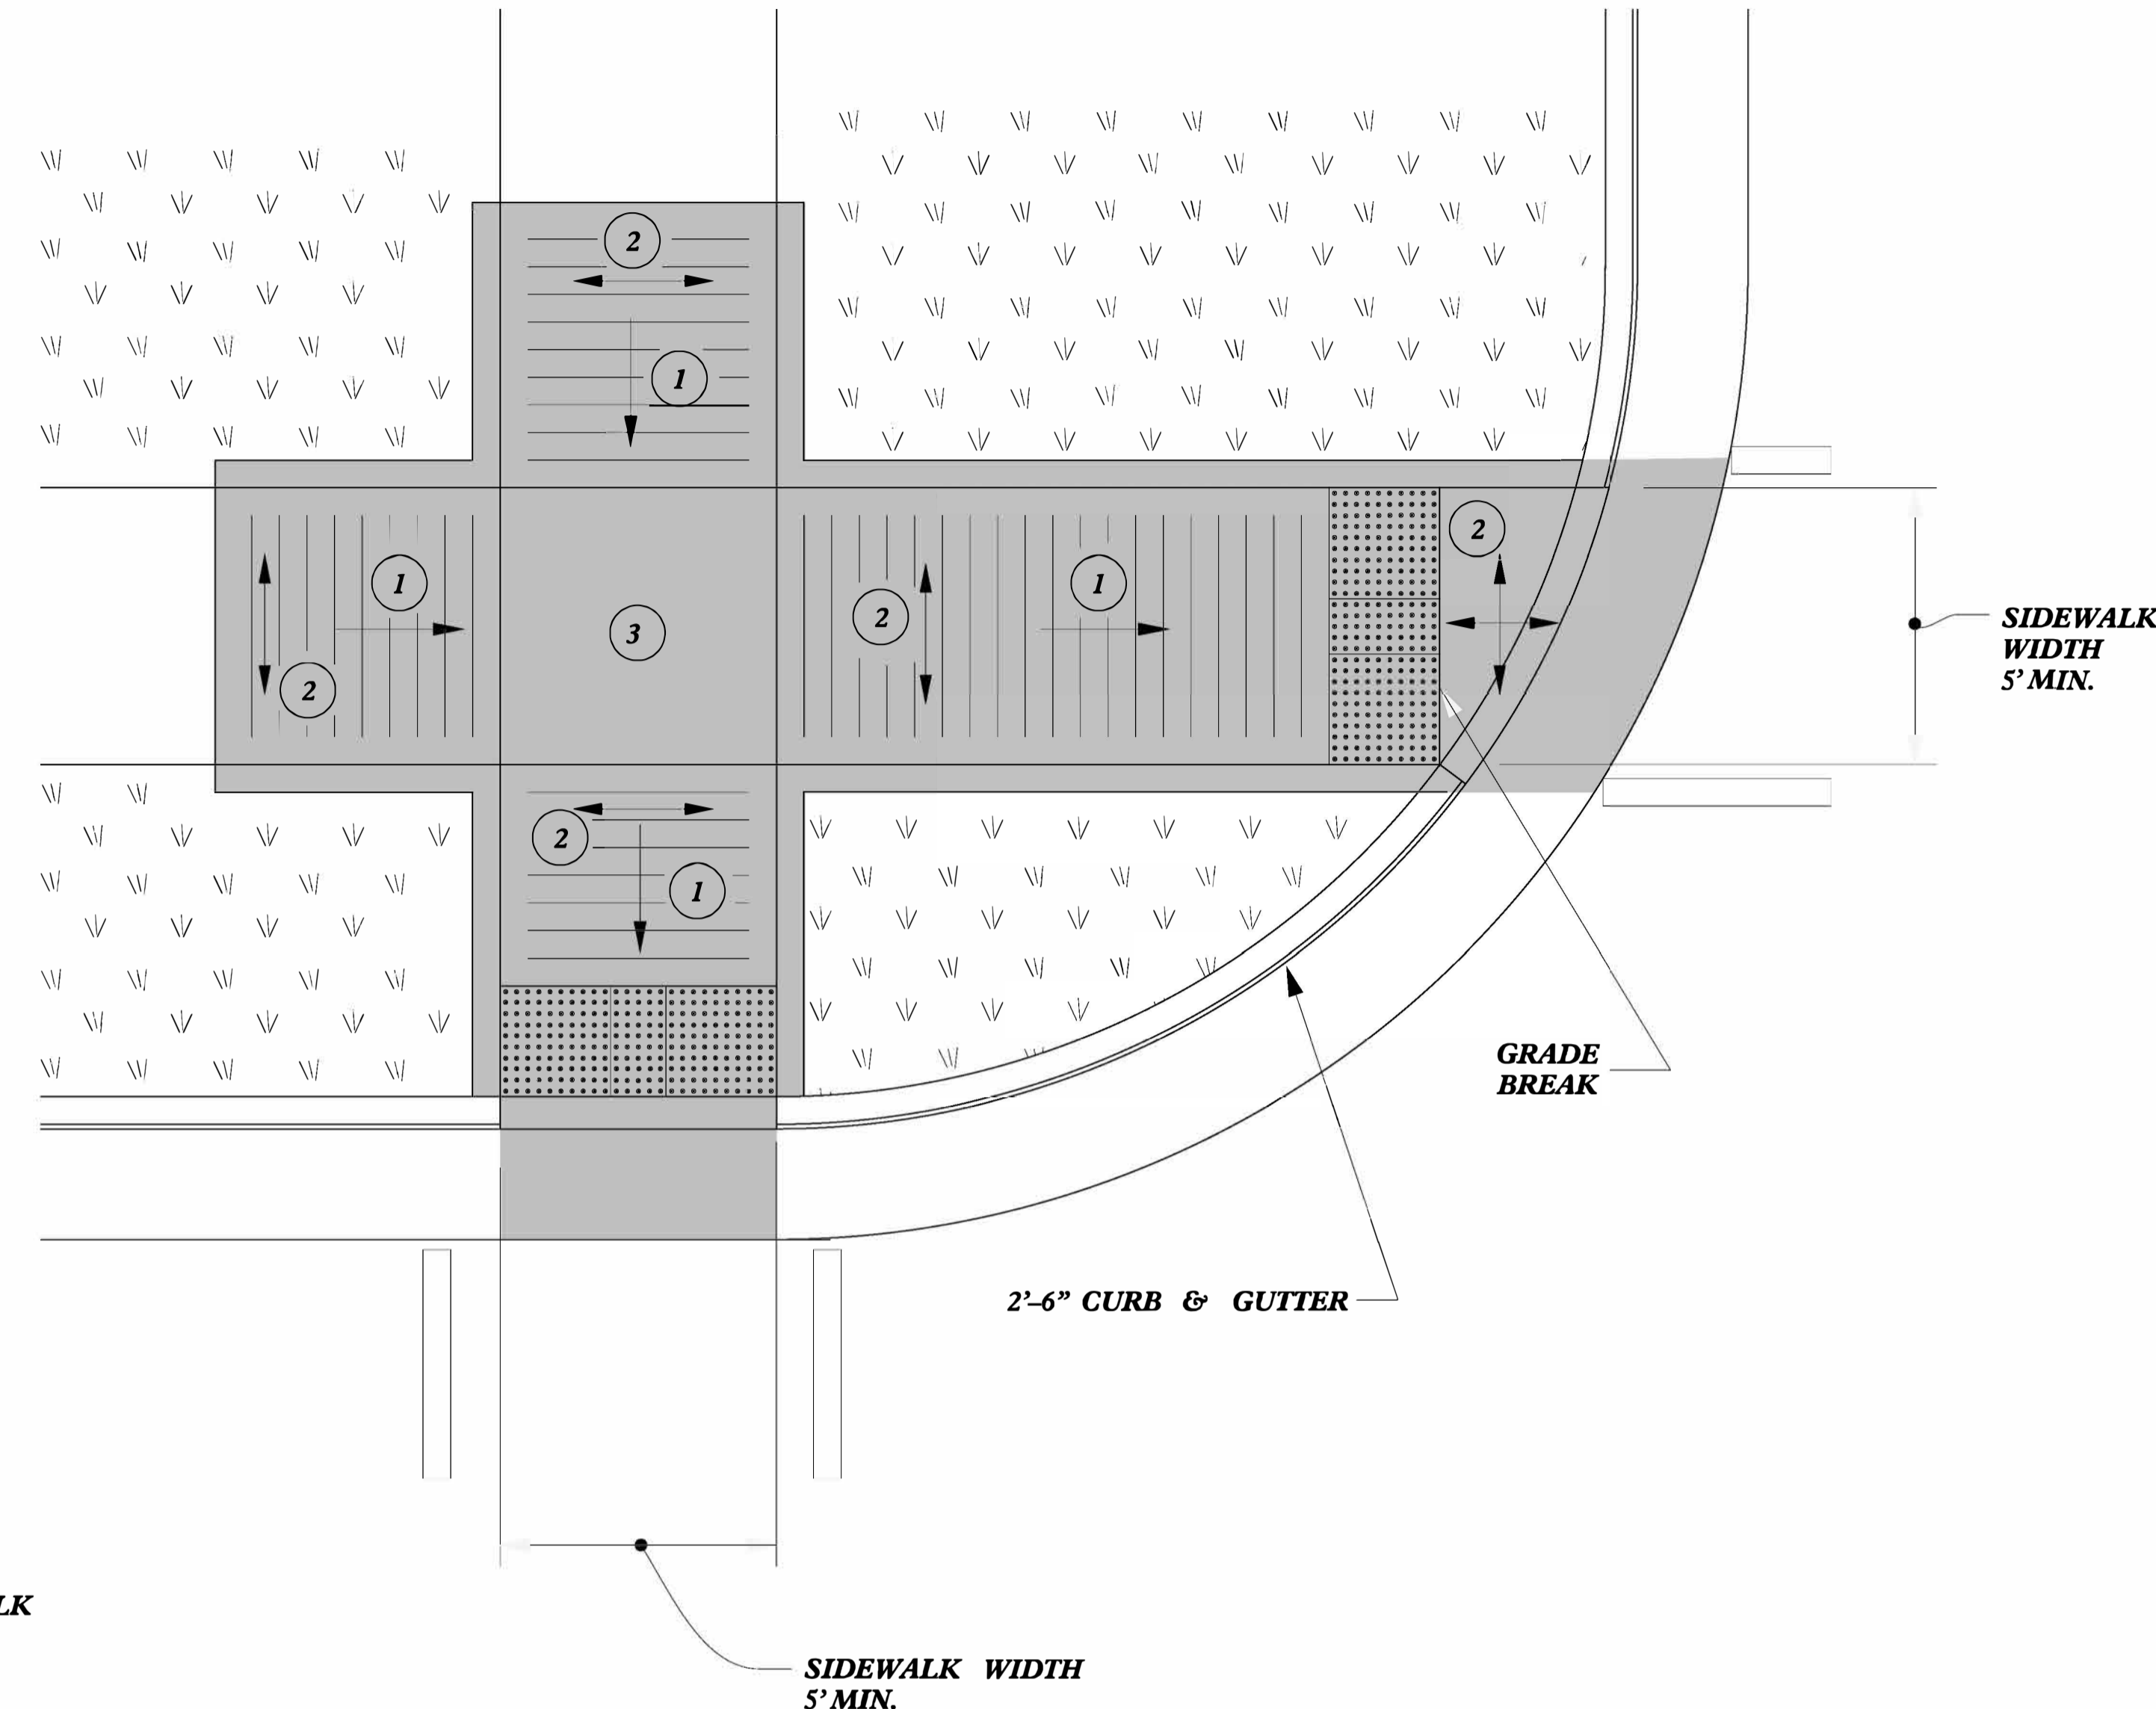 2
1
1
2
1
2
3
2
2
1
SIDEWALK
WIDTH
5' MIN.
GRADE
BREAK
2'–6” CURB & GUTTER
LK
SIDEWALK WIDTH
5' MIN.